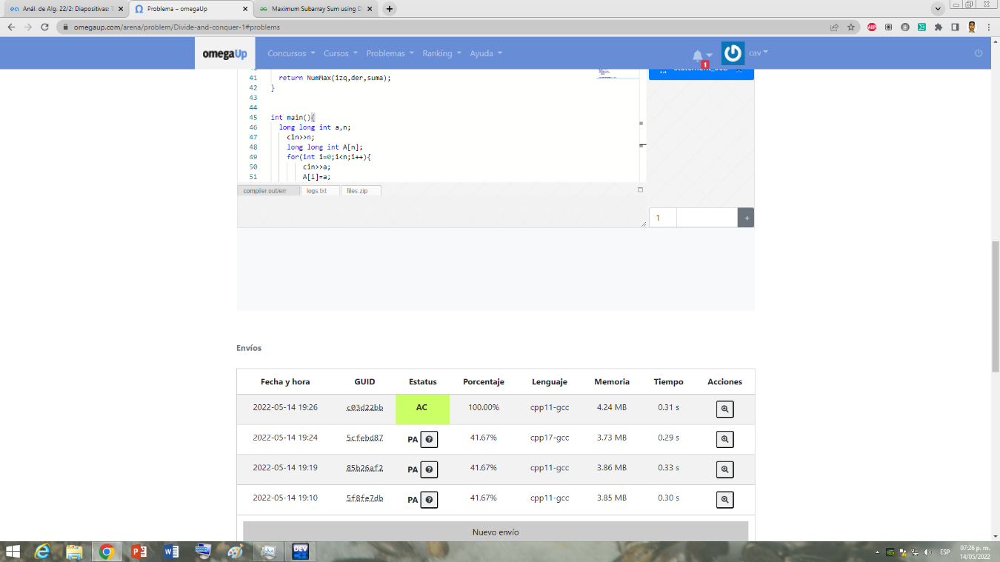 Anál. de Alg. 22/2: Diapositivas: T
Problema – omegaUp
Maximum Subarray Sum using D
omegaup.com/arena/problem/Divide-and-conquer-1#problems
omegaUp Concursos Cursos Problemas Ranking Ayuda 1 cav
41 return NumMax(izq,der,suma);
42 }
43
44
45 int main(){
46 long long int a,n;
47 cin>>n;
48 long long int A[n];
49 for(int i=0;i<n;i++){
50 cin>>a;
51 A[i]=a;
compiler.out/err logs.txt files.zip
1 +
Envíos
Fecha y hora GUID Estatus Porcentaje Lenguaje Memoria Tiempo Acciones
2022-05-14 19:26 c03d22bb AC 100.00% cpp11-gcc 4.24 MB 0.31 s
2022-05-14 19:24 5cfebd87 PA 41.67% cpp17-gcc 3.73 MB 0.29 s
2022-05-14 19:19 85b26af2 PA 41.67% cpp11-gcc 3.86 MB 0.33 s
2022-05-14 19:10 5f8fe7db PA 41.67% cpp11-gcc 3.85 MB 0.30 s
Nuevo envío
DEV
ESP
07:26 p. m.
14/05/2022